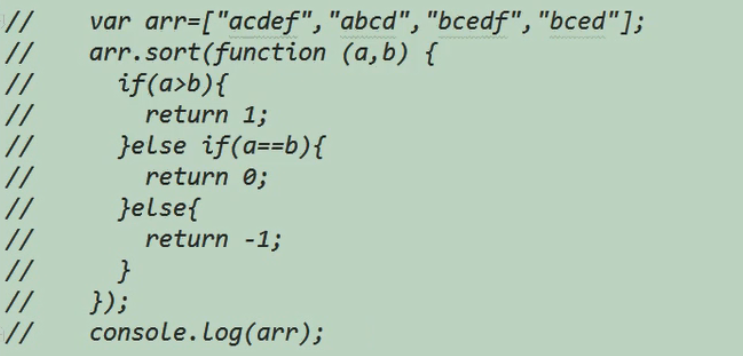 //    var arr=["acdef","abcd","bcedf","bced"];
//    arr.sort(function (a,b) {
//      if(a>b){
//        return 1;
//      }else if(a==b){
//        return 0;
//      }else{
//        return -1;
//      }
//    });
//    console.log(arr);